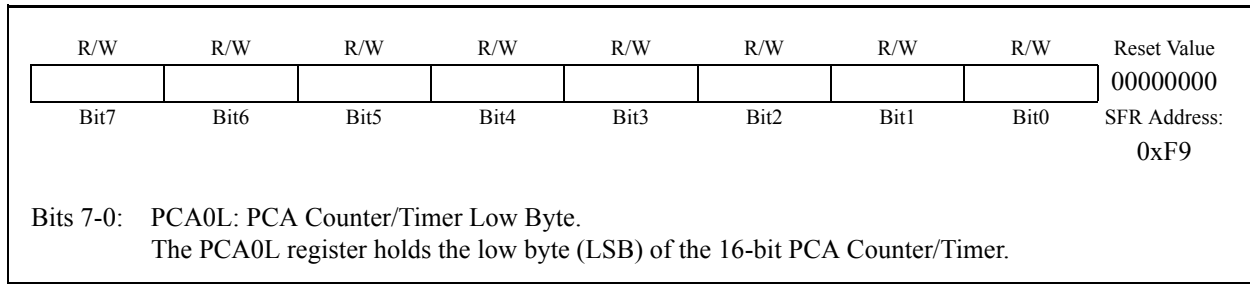 R/W R/W R/W R/W R/W R/W R/W R/W Reset Value
00000000
Bit7 Bit6 Bit5 Bit4 Bit3 Bit2 Bit1 Bit0 SFR Address:
0xF9
Bits 7-0: PCA0L: PCA Counter/Timer Low Byte.
The PCA0L register holds the low byte (LSB) of the 16-bit PCA Counter/Timer.